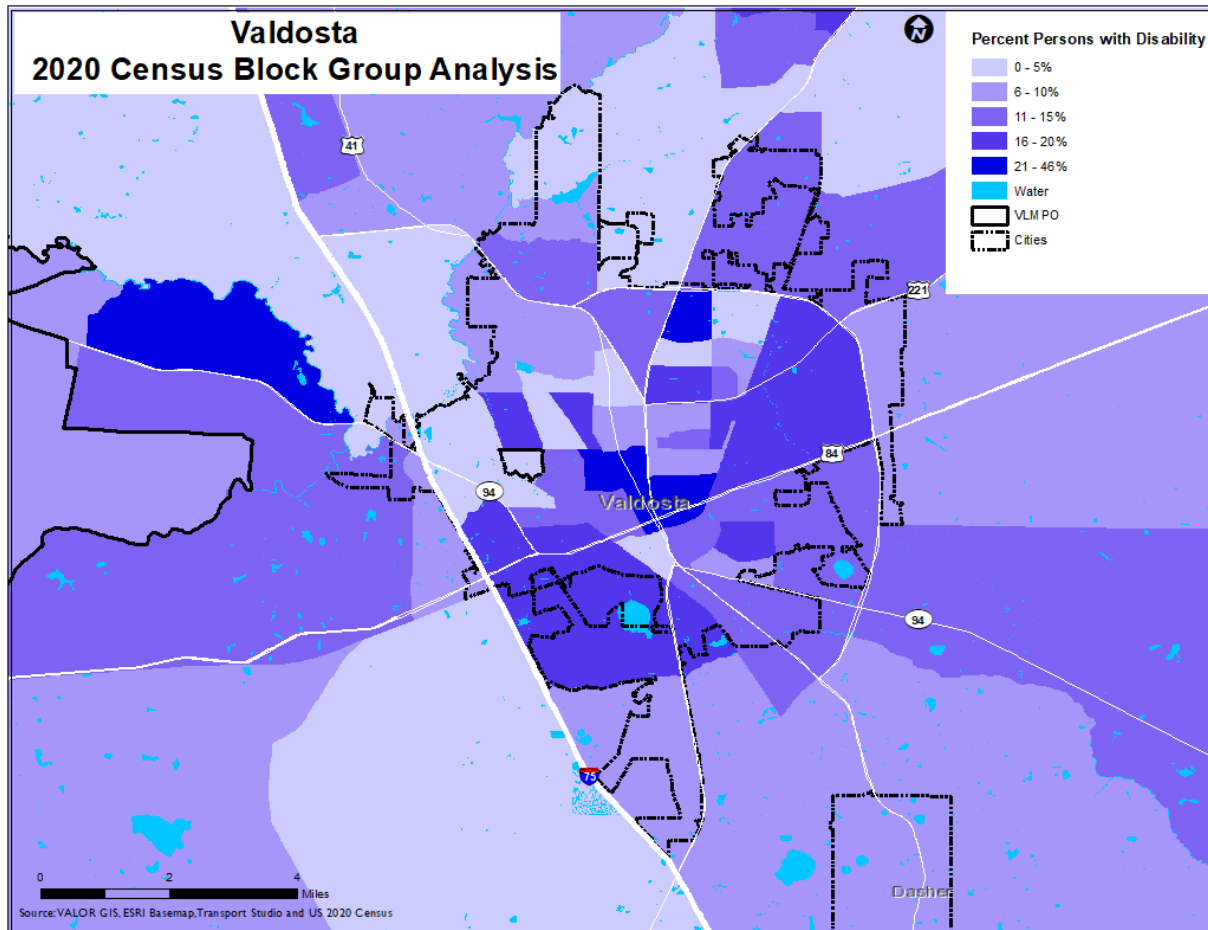 Valdosta
2020 Census Block Group Analysis
N
Percent Persons with Disability
0 - 5%
6 - 10%
11 - 15%
16 - 20%
21 - 46%
Water
VLMPO
Cities
41
221
84
94
Valdosta
94
75
Dasher
0 2 4
Miles
Source:VALOR GIS, ESRI Basemap,Transport Studio and US 2020 Census